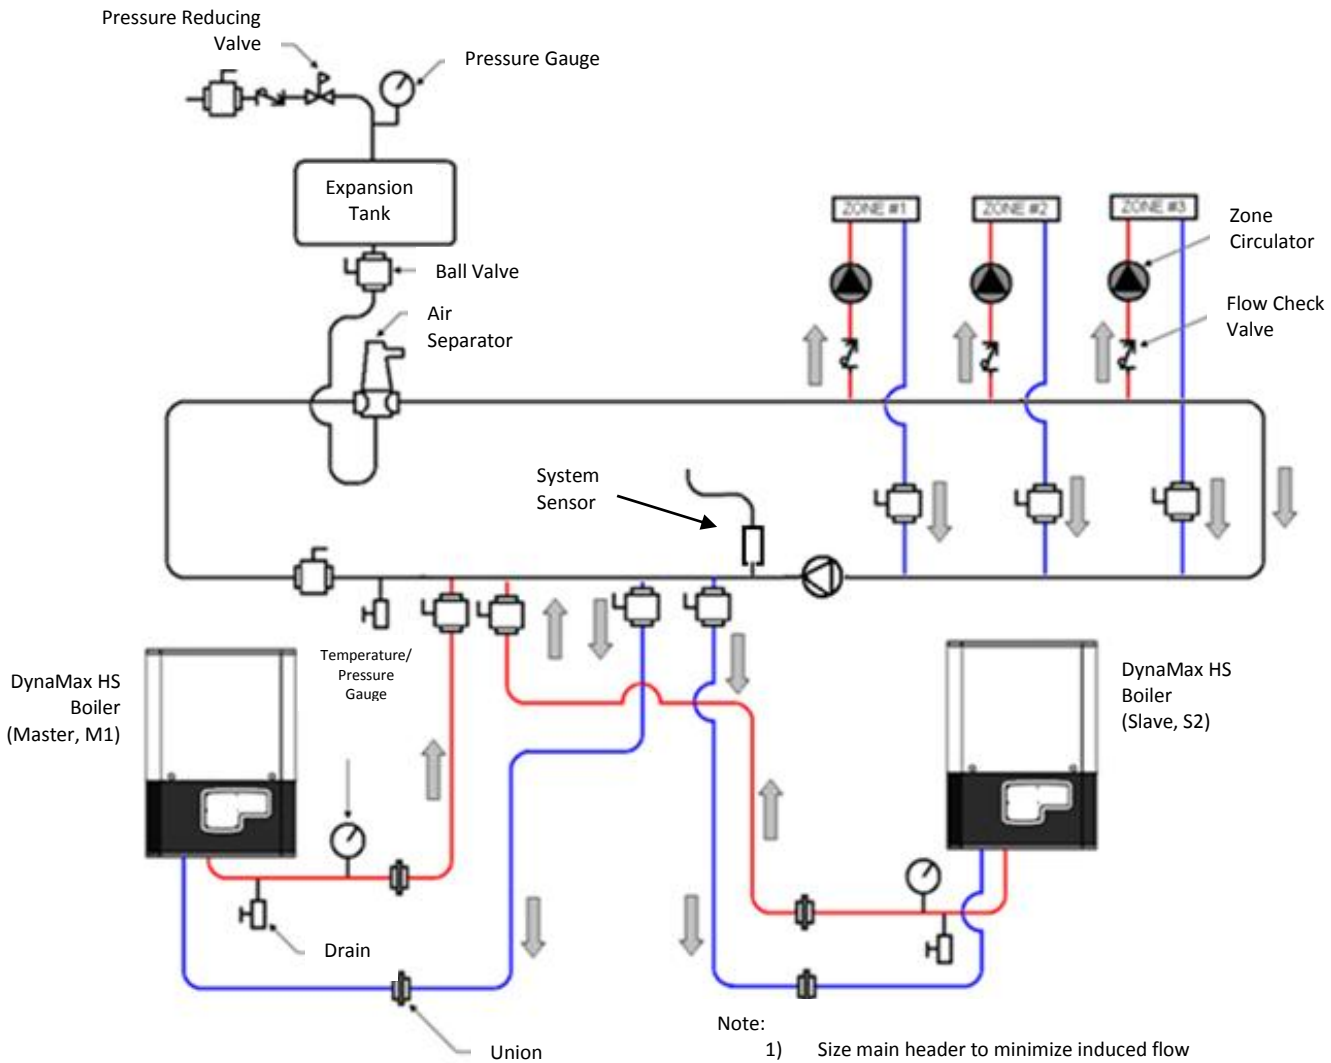 Pressure Reducing
Valve
Pressure Gauge
Expansion
Tank
Ball Valve
Air
Separator
ZONE #1
ZONE #2
ZONE #3
Zone
Circulator
Flow Check
Valve
System
Sensor
Temperature/
Pressure
Gauge
DynaMax HS
Boiler
(Master, M1)
DynaMax HS
Boiler
(Slave, S2)
Drain
Union
Note:
1) Size main header to minimize induced flow